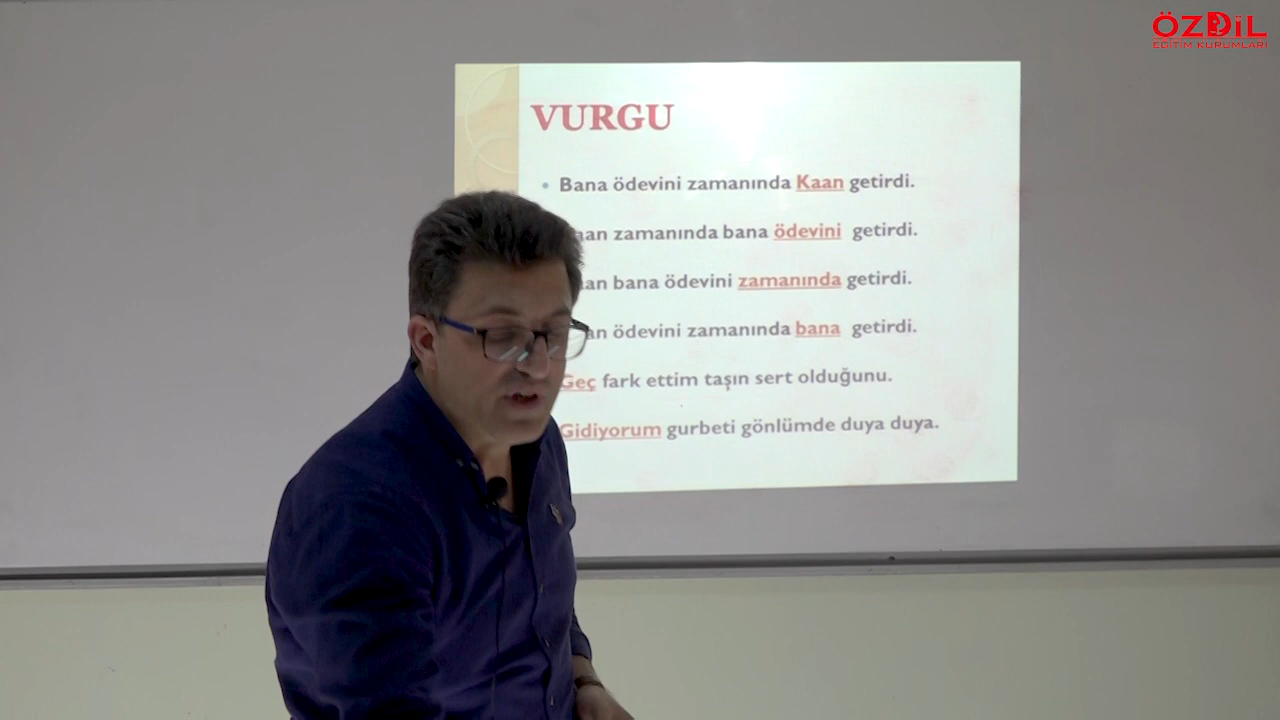 ÖZDİL
EĞİTİM KURUMLARI
VURGU
• Bana ödevini zamanında Kaan getirdi.
zamanında bana ödevini getirdi.
bana ödevini zamanında getirdi.
ödevini zamanında bana getirdi.
Geç fark ettim taşın sert olduğunu.
Gidiyorum gurbeti gönlümde duya duya.